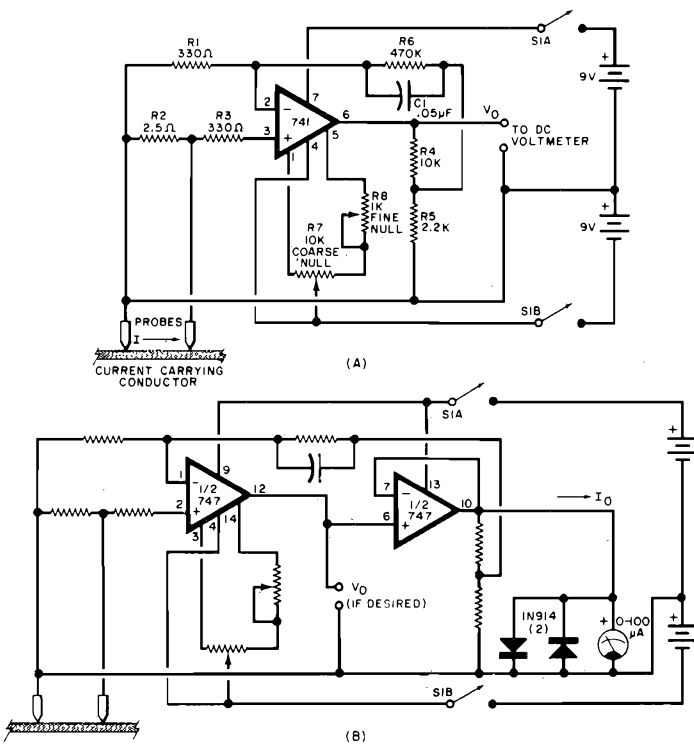 R1
330Ω
R6
470K
S1A
9V
+
2
−
7
C1
.05µF
741
6
V₀
TO DC
VOLTMETER
R2
2.5Ω
R3
330Ω
3
+
1
4
5
R4
10K
R8
1K
FINE
NULL
R7
10K
COARSE
NULL
R5
2.2K
+
9V
S1B
PROBES
I →
CURRENT CARRYING
CONDUCTOR
(A)
S1A
+
1
−
9
1/2
747
12
2
+
3
4
14
7
−
13
1/2
747
10
6
+
→ I₀
V₀
(IF DESIRED)
1N914
(2)
+
0-100
µA
+
S1B
(B)